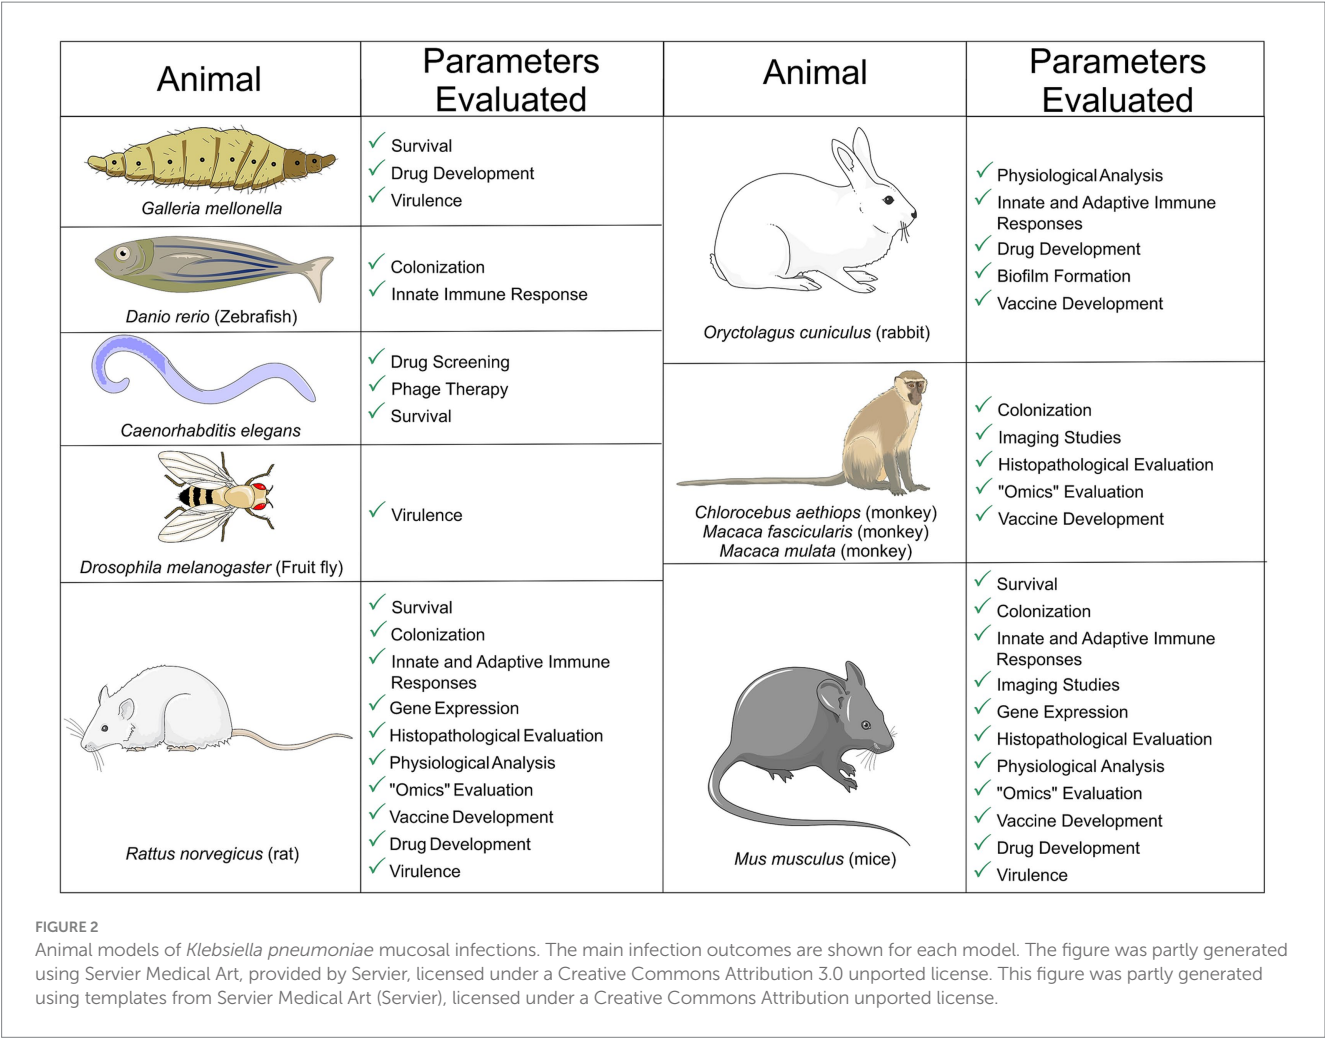 Animal
Parameters
Evaluated
Galleria mellonella
Survival
Drug Development
Virulence
Danio rerio (Zebrafish)
Colonization
Innate Immune Response
Caenorhabditis elegans
Drug Screening
Phage Therapy
Survival
Drosophila melanogaster (Fruit fly)
Virulence
Rattus norvegicus (rat)
Survival
Colonization
Innate and Adaptive Immune
Responses
Gene Expression
Histopathological Evaluation
Physiological Analysis
"Omics" Evaluation
Vaccine Development
Drug Development
Virulence
Animal
Parameters
Evaluated
Oryctolagus cuniculus (rabbit)
Physiological Analysis
Innate and Adaptive Immune
Responses
Drug Development
Biofilm Formation
Vaccine Development
Chlorocebus aethiops (monkey)
Macaca fascicularis (monkey)
Macaca mulata (monkey)
Colonization
Imaging Studies
Histopathological Evaluation
"Omics" Evaluation
Vaccine Development
Mus musculus (mice)
Survival
Colonization
Innate and Adaptive Immune
Responses
Imaging Studies
Gene Expression
Histopathological Evaluation
Physiological Analysis
"Omics" Evaluation
Vaccine Development
Drug Development
Virulence
FIGURE 2
Animal models of Klebsiella pneumoniae mucosal infections. The main infection outcomes are shown for each model. The figure was partly generated
using Servier Medical Art, provided by Servier, licensed under a Creative Commons Attribution 3.0 unported license. This figure was partly generated
using templates from Servier Medical Art (Servier), licensed under a Creative Commons Attribution unported license.